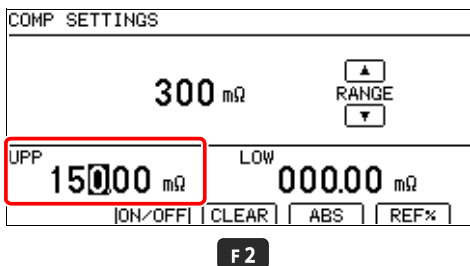 COMP SETTINGS
300 mΩ
▲
RANGE
▼
UPP
150.00 mΩ
LOW
000.00 mΩ
ON/OFF CLEAR ABS REF%
F2